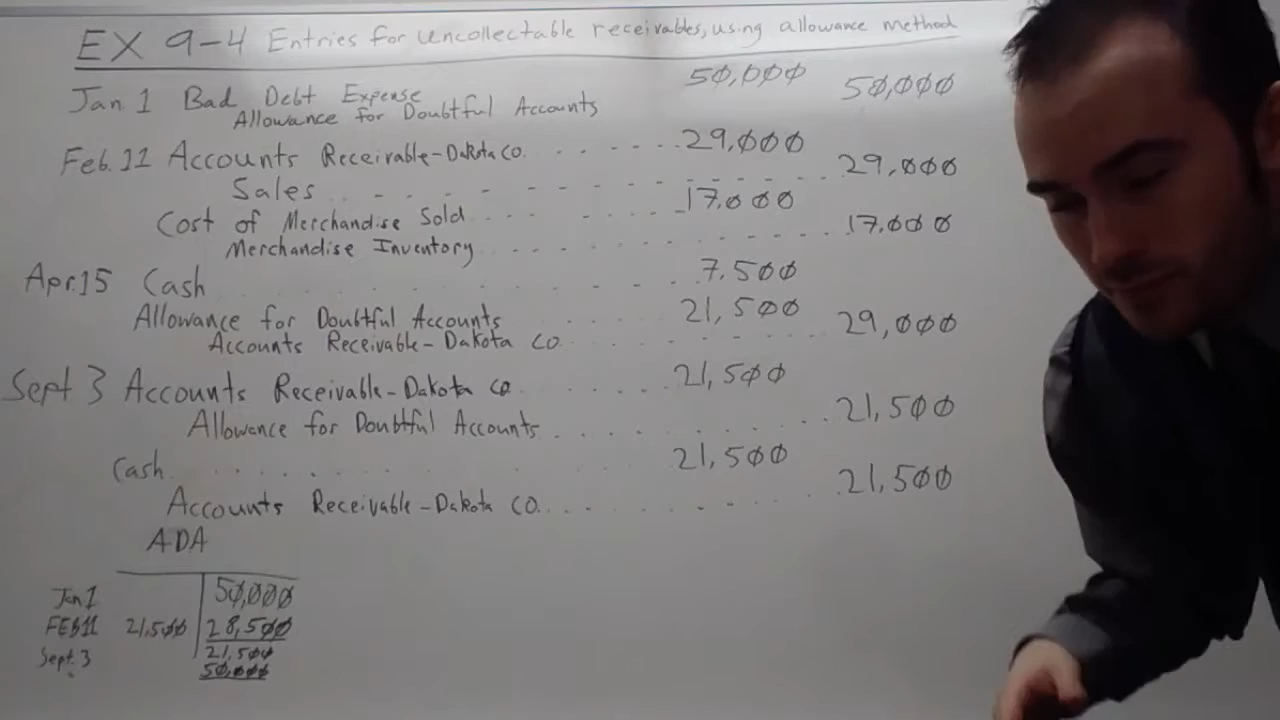 EX 9-4 Entries for uncollectable receivables, using allowance method
Jan 1 Bad Debt Expense 50,000
Allowance for Doubtful Accounts 50,000
Feb. 11 Accounts Receivable-Dakota Co. . . . . . . 29,000
Sales . . - . - - - - - - - - . . 29,000
Cost of Merchandise Sold . . . . . . . . 17,000
Merchandise Inventory . . . . . . . . . . . . . 17,000
Apr. 15 Cash . . . . . . . . . 7,500
Allowance for Doubtful Accounts . . . . 21,500
Accounts Receivable-Dakota Co. . . . . . . . . 29,000
Sept 3 Accounts Receivable-Dakota Co. . . . . . 21,500
Allowance for Doubtful Accounts . . . . . . . . . . 21,500
Cash . . . . . . . . . . . 21,500
Accounts Receivable-Dakota CO. . . . . . . . . . 21,500
ADA
Jan 1 50,000
FEB 11 21,500 28,500
Sept. 3 21,500
50,000